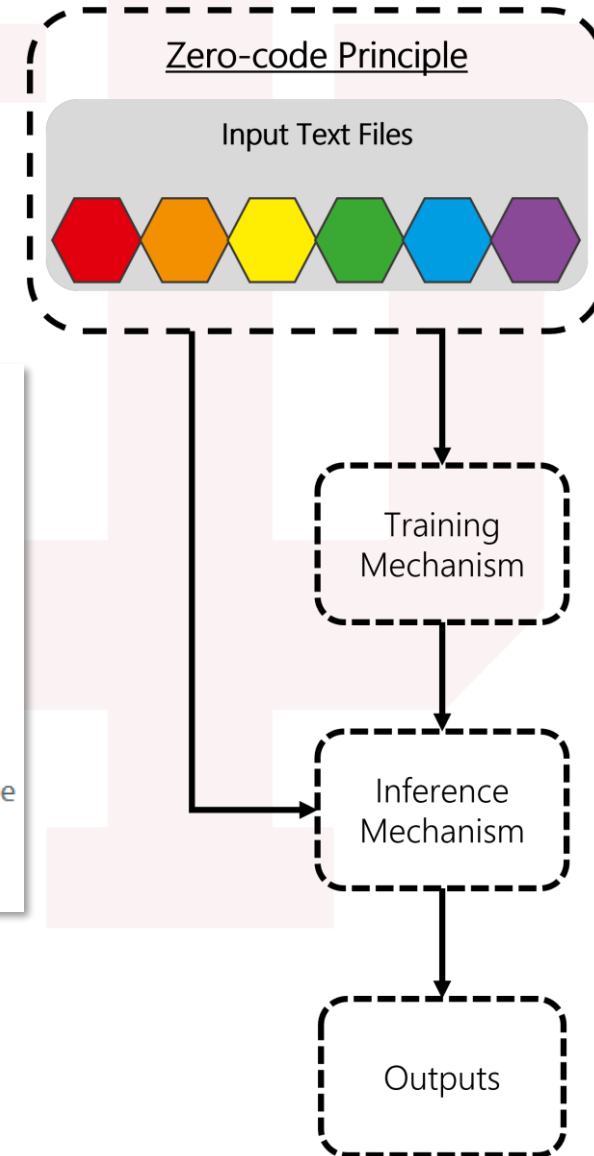 Zero-code Principle
Input Text Files
Training
Mechanism
Inference
Mechanism
Outputs